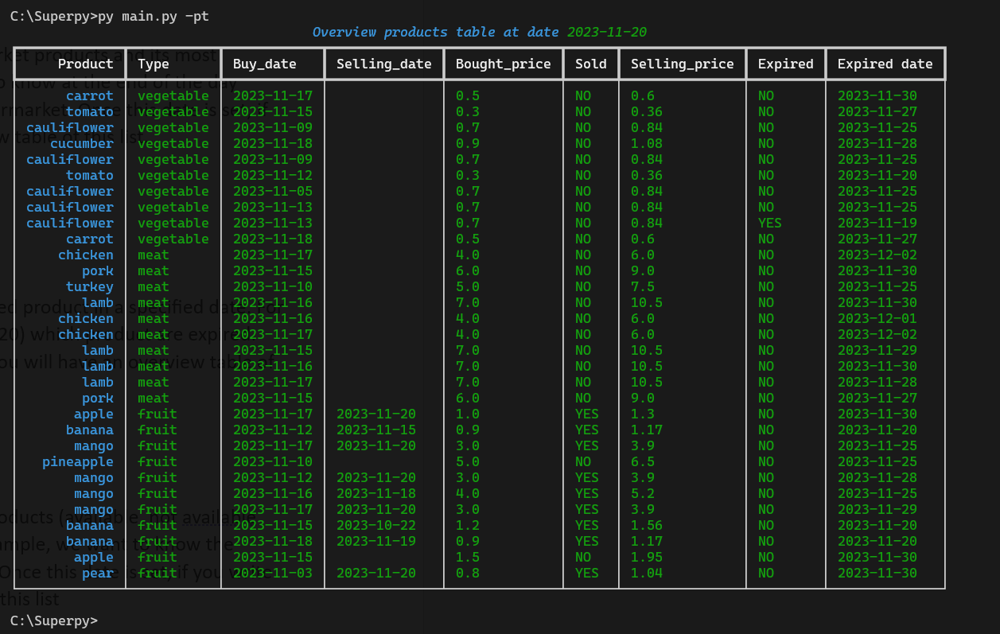 C:\Superpy>py main.py -pt
Overview products table at date 2023-11-20
Product Type Buy_date Selling_date Bought_price Sold Selling_price Expired Expired date
carrot vegetable 2023-11-17 0.5 NO 0.6 NO 2023-11-30
tomato vegetable 2023-11-15 0.3 NO 0.36 NO 2023-11-27
cauliflower vegetable 2023-11-09 0.7 NO 0.84 NO 2023-11-25
cucumber vegetable 2023-11-18 0.9 NO 1.08 NO 2023-11-28
cauliflower vegetable 2023-11-09 0.7 NO 0.84 NO 2023-11-25
tomato vegetable 2023-11-12 0.3 NO 0.36 NO 2023-11-20
cauliflower vegetable 2023-11-05 0.7 NO 0.84 NO 2023-11-25
cauliflower vegetable 2023-11-13 0.7 NO 0.84 NO 2023-11-25
cauliflower vegetable 2023-11-13 0.7 NO 0.84 YES 2023-11-19
carrot vegetable 2023-11-18 0.5 NO 0.6 NO 2023-11-27
chicken meat 2023-11-17 4.0 NO 6.0 NO 2023-12-02
pork meat 2023-11-15 6.0 NO 9.0 NO 2023-11-30
turkey meat 2023-11-10 5.0 NO 7.5 NO 2023-11-25
lamb meat 2023-11-16 7.0 NO 10.5 NO 2023-11-30
chicken meat 2023-11-16 4.0 NO 6.0 NO 2023-12-01
chicken meat 2023-11-17 4.0 NO 6.0 NO 2023-12-02
lamb meat 2023-11-15 7.0 NO 10.5 NO 2023-11-29
lamb meat 2023-11-16 7.0 NO 10.5 NO 2023-11-30
lamb meat 2023-11-17 7.0 NO 10.5 NO 2023-11-28
pork meat 2023-11-15 6.0 NO 9.0 NO 2023-11-27
apple fruit 2023-11-17 2023-11-20 1.0 YES 1.3 NO 2023-11-30
banana fruit 2023-11-12 2023-11-15 0.9 YES 1.17 NO 2023-11-20
mango fruit 2023-11-17 2023-11-20 3.0 YES 3.9 NO 2023-11-25
pineapple fruit 2023-11-10 5.0 NO 6.5 NO 2023-11-25
mango fruit 2023-11-12 2023-11-20 3.0 YES 3.9 NO 2023-11-28
mango fruit 2023-11-16 2023-11-18 4.0 YES 5.2 NO 2023-11-25
mango fruit 2023-11-17 2023-11-20 3.0 YES 3.9 NO 2023-11-29
banana fruit 2023-11-15 2023-10-22 1.2 YES 1.56 NO 2023-11-20
banana fruit 2023-11-18 2023-11-19 0.9 YES 1.17 NO 2023-11-20
apple fruit 2023-11-15 1.5 NO 1.95 NO 2023-11-30
pear fruit 2023-11-03 2023-11-20 0.8 YES 1.04 NO 2023-11-30
this list
C:\Superpy>